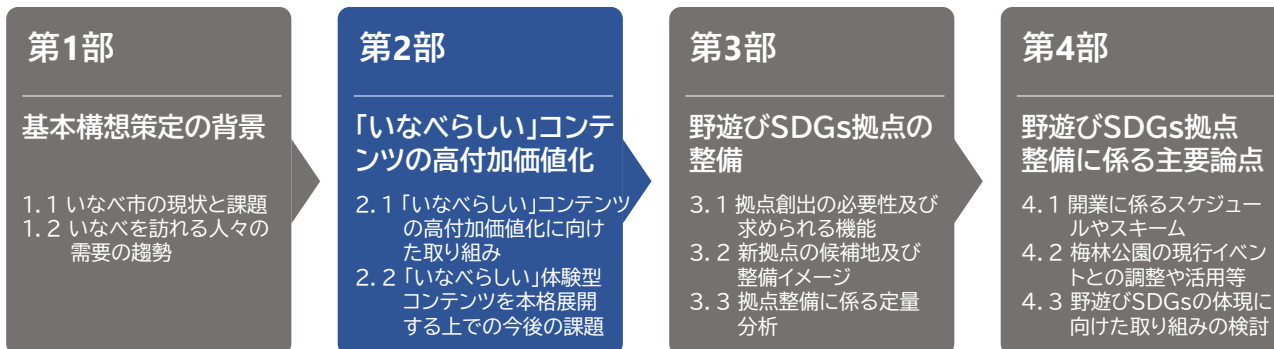 第1部
基本構想策定の背景
1.1 いなべ市の現状と課題
1.2 いなべを訪れる人々の
需要の趨勢
第2部
「いなべらしい」コンテ
ンツの高付加価値化
2.1「いなべらしい」コンテンツ
の高付加価値化に向け
た取り組み
2.2「いなべらしい」体験型
コンテンツを本格展開
する上での今後の課題
第3部
野遊びSDGs拠点の
整備
3.1 拠点創出の必要性及び
求められる機能
3.2 新拠点の候補地及び
整備イメージ
3.3 拠点整備に係る定量
分析
第4部
野遊びSDGs拠点
整備に係る主要論点
4.1 開業に係るスケジュー
ルやスキーム
4.2 梅林公園の現行イベン
トとの調整や活用等
4.3 野遊びSDGsの体現に
向けた取り組みの検討